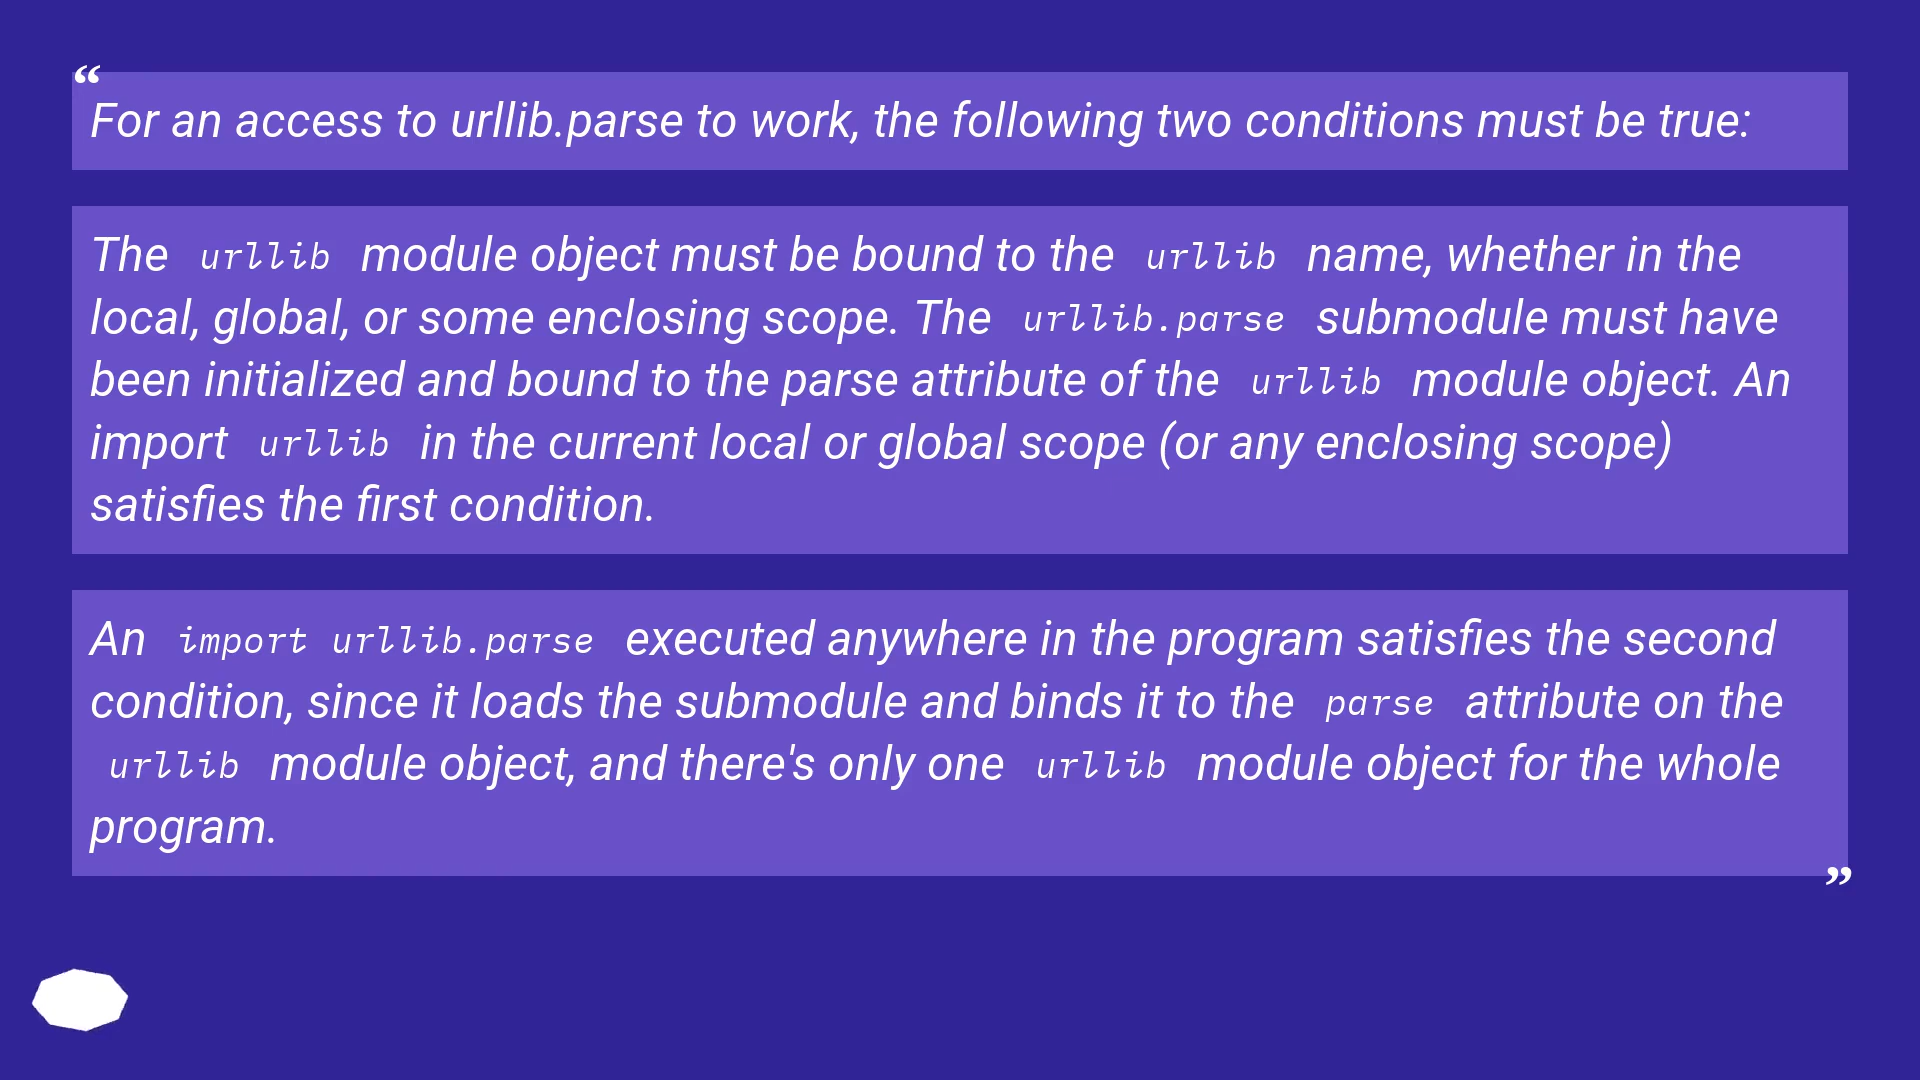 “
For an access to urllib.parse to work, the following two conditions must be true:
The urllib module object must be bound to the urllib name, whether in the
local, global, or some enclosing scope. The urllib.parse submodule must have
been initialized and bound to the parse attribute of the urllib module object. An
import urllib in the current local or global scope (or any enclosing scope)
satisfies the first condition.
An import urllib.parse executed anywhere in the program satisfies the second
condition, since it loads the submodule and binds it to the parse attribute on the
urllib module object, and there's only one urllib module object for the whole
program.
”